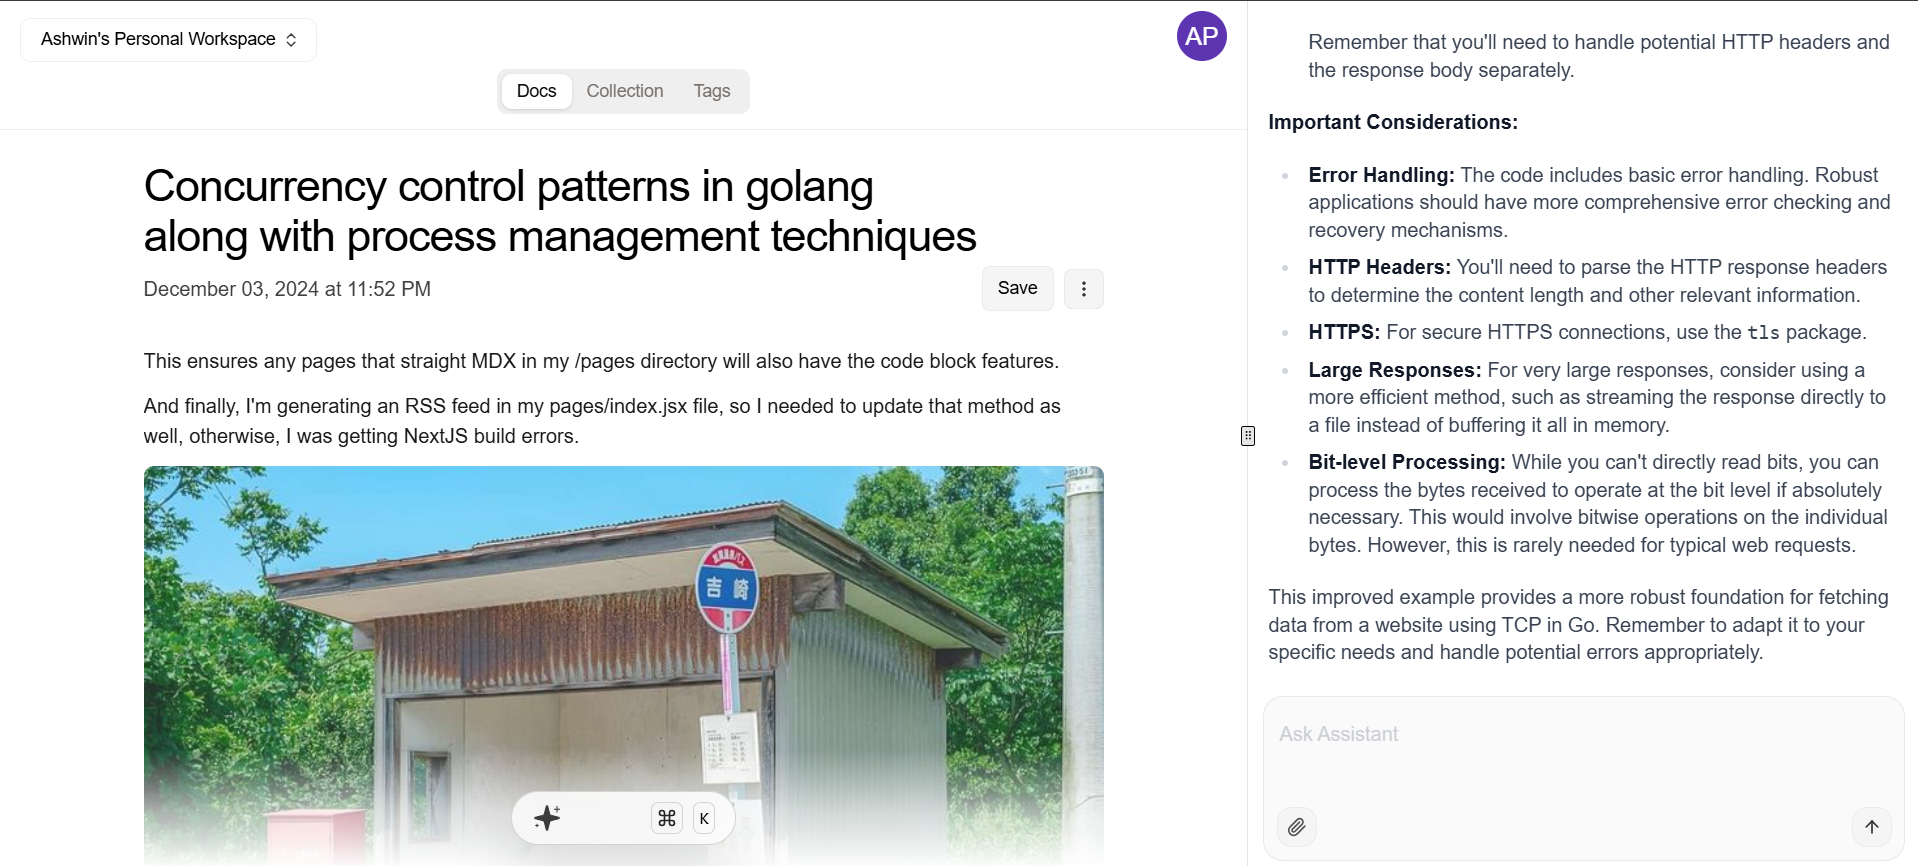 Ashwin's Personal Workspace
AP
Docs Collection Tags
Concurrency control patterns in golang
along with process management techniques
December 03, 2024 at 11:52 PM
Save
This ensures any pages that straight MDX in my /pages directory will also have the code block features.
And finally, I'm generating an RSS feed in my pages/index.jsx file, so I needed to update that method as
well, otherwise, I was getting NextJS build errors.
吉崎
⌘ K
Remember that you'll need to handle potential HTTP headers and
the response body separately.
Important Considerations:
Error Handling: The code includes basic error handling. Robust
applications should have more comprehensive error checking and
recovery mechanisms.
HTTP Headers: You'll need to parse the HTTP response headers
to determine the content length and other relevant information.
HTTPS: For secure HTTPS connections, use the tls package.
Large Responses: For very large responses, consider using a
more efficient method, such as streaming the response directly to
a file instead of buffering it all in memory.
Bit-level Processing: While you can't directly read bits, you can
process the bytes received to operate at the bit level if absolutely
necessary. This would involve bitwise operations on the individual
bytes. However, this is rarely needed for typical web requests.
This improved example provides a more robust foundation for fetching
data from a website using TCP in Go. Remember to adapt it to your
specific needs and handle potential errors appropriately.
Ask Assistant